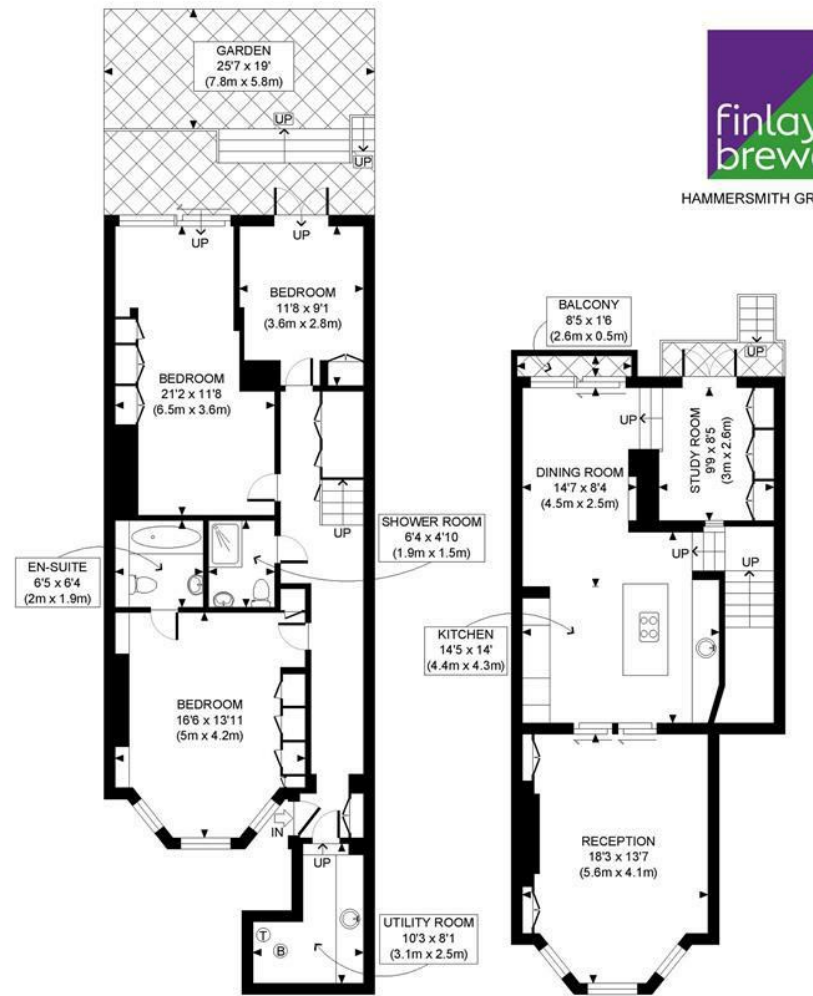 GARDEN
25'7 x 19'
(7.8m x 5.8m)
UP
UP
UP
UP
BEDROOM
11'8 x 9'1
(3.6m x 2.8m)
BEDROOM
21'2 x 11'8
(6.5m x 3.6m)
UP
SHOWER ROOM
6'4 x 4'10
(1.9m x 1.5m)
EN-SUITE
6'5 x 6'4
(2m x 1.9m)
BEDROOM
16'6 x 13'11
(5m x 4.2m)
IN
UP
UTILITY ROOM
10'3 x 8'1
(3.1m x 2.5m)
T
B
finlay
brewe
HAMMERSMITH GR
BALCONY
8'5 x 1'6
(2.6m x 0.5m)
UP
UP
STUDY ROOM
9'9 x 8'5
(3m x 2.6m)
DINING ROOM
14'7 x 8'4
(4.5m x 2.5m)
UP
UP
KITCHEN
14'5 x 14'
(4.4m x 4.3m)
RECEPTION
18'3 x 13'7
(5.6m x 4.1m)